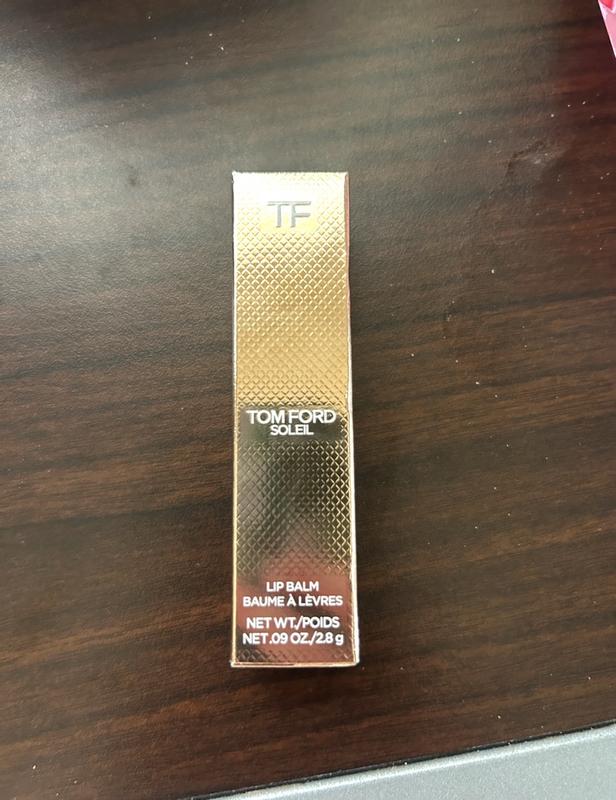 TF
TOM FORD
SOLEIL
LIP BALM
BAUME À LÈVRES
NET WT./POIDS
NET .09 OZ./2.8 g